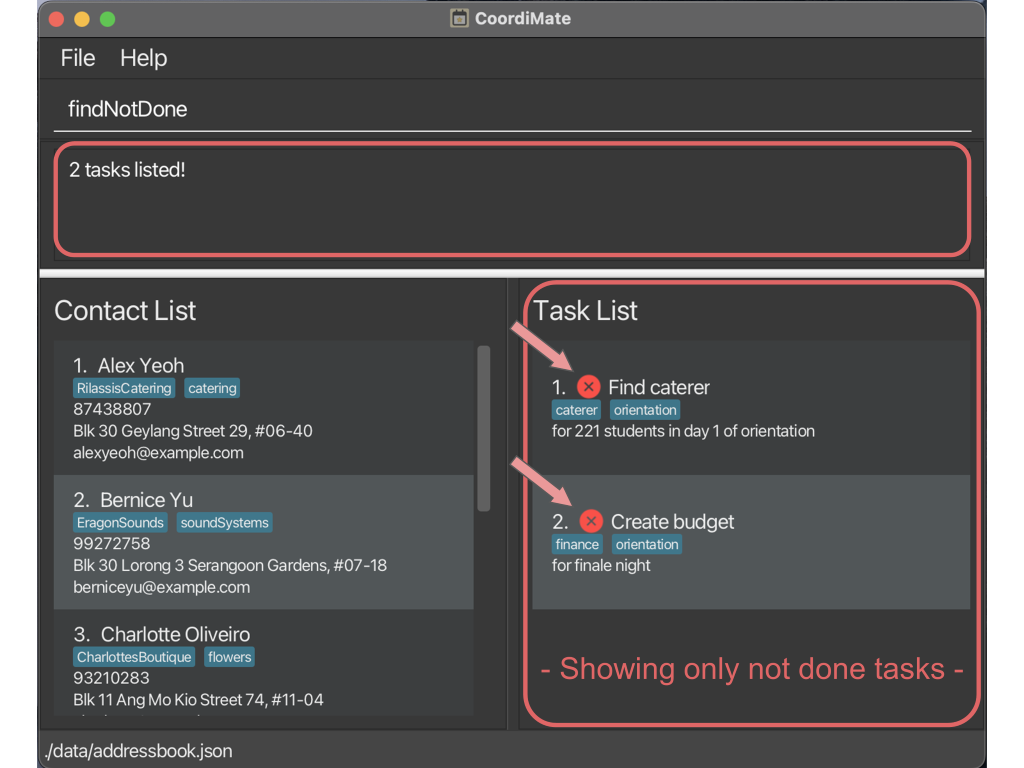 CoordiMate
File Help
findNotDone
2 tasks listed!
Contact List
1. Alex Yeoh
RilassisCatering catering
87438807
Blk 30 Geylang Street 29, #06-40
alexyeoh@example.com
2. Bernice Yu
EragonSounds soundSystems
99272758
Blk 30 Lorong 3 Serangoon Gardens, #07-18
berniceyu@example.com
3. Charlotte Oliveiro
CharlottesBoutique flowers
93210283
Blk 11 Ang Mo Kio Street 74, #11-04
Task List
1. Find caterer
caterer orientation
for 221 students in day 1 of orientation
2. Create budget
finance orientation
for finale night
- Showing only not done tasks -
./data/addressbook.json